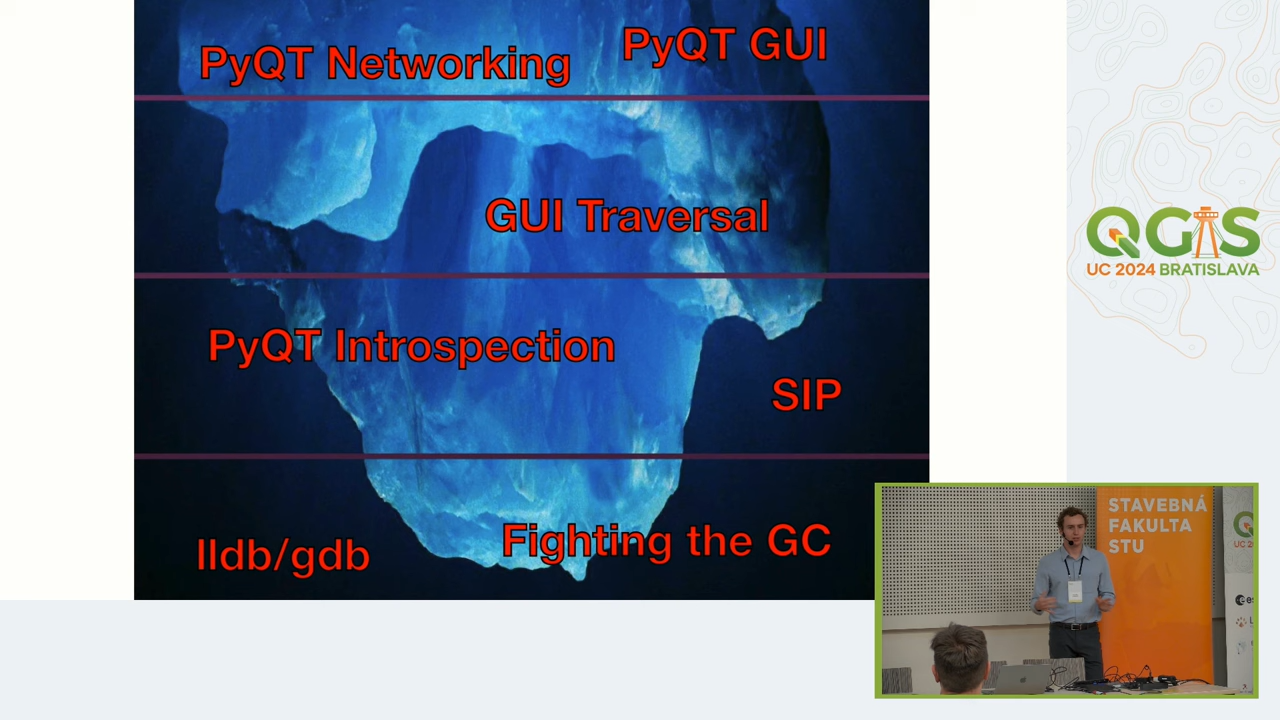 PyQT Networking
PyQT GUI
GUI Traversal
PyQT Introspection
SIP
lldb/gdb
Fighting the GC
QGIS
UC 2024 BRATISLAVA
STAVEBNÁ
FAKULTA
STU